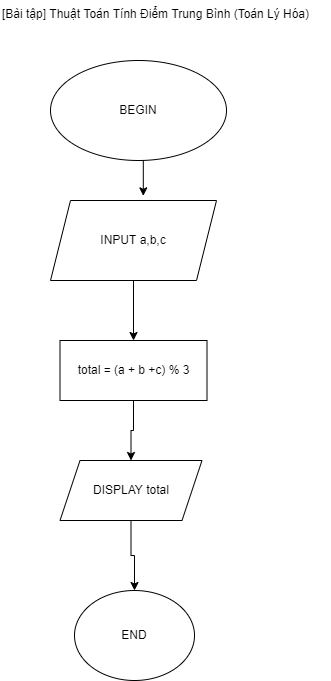 [Bài tập] Thuật Toán Tính Điểm Trung Bình (Toán Lý Hóa)
BEGIN
INPUT a,b,c
total = (a + b +c) % 3
DISPLAY total
END